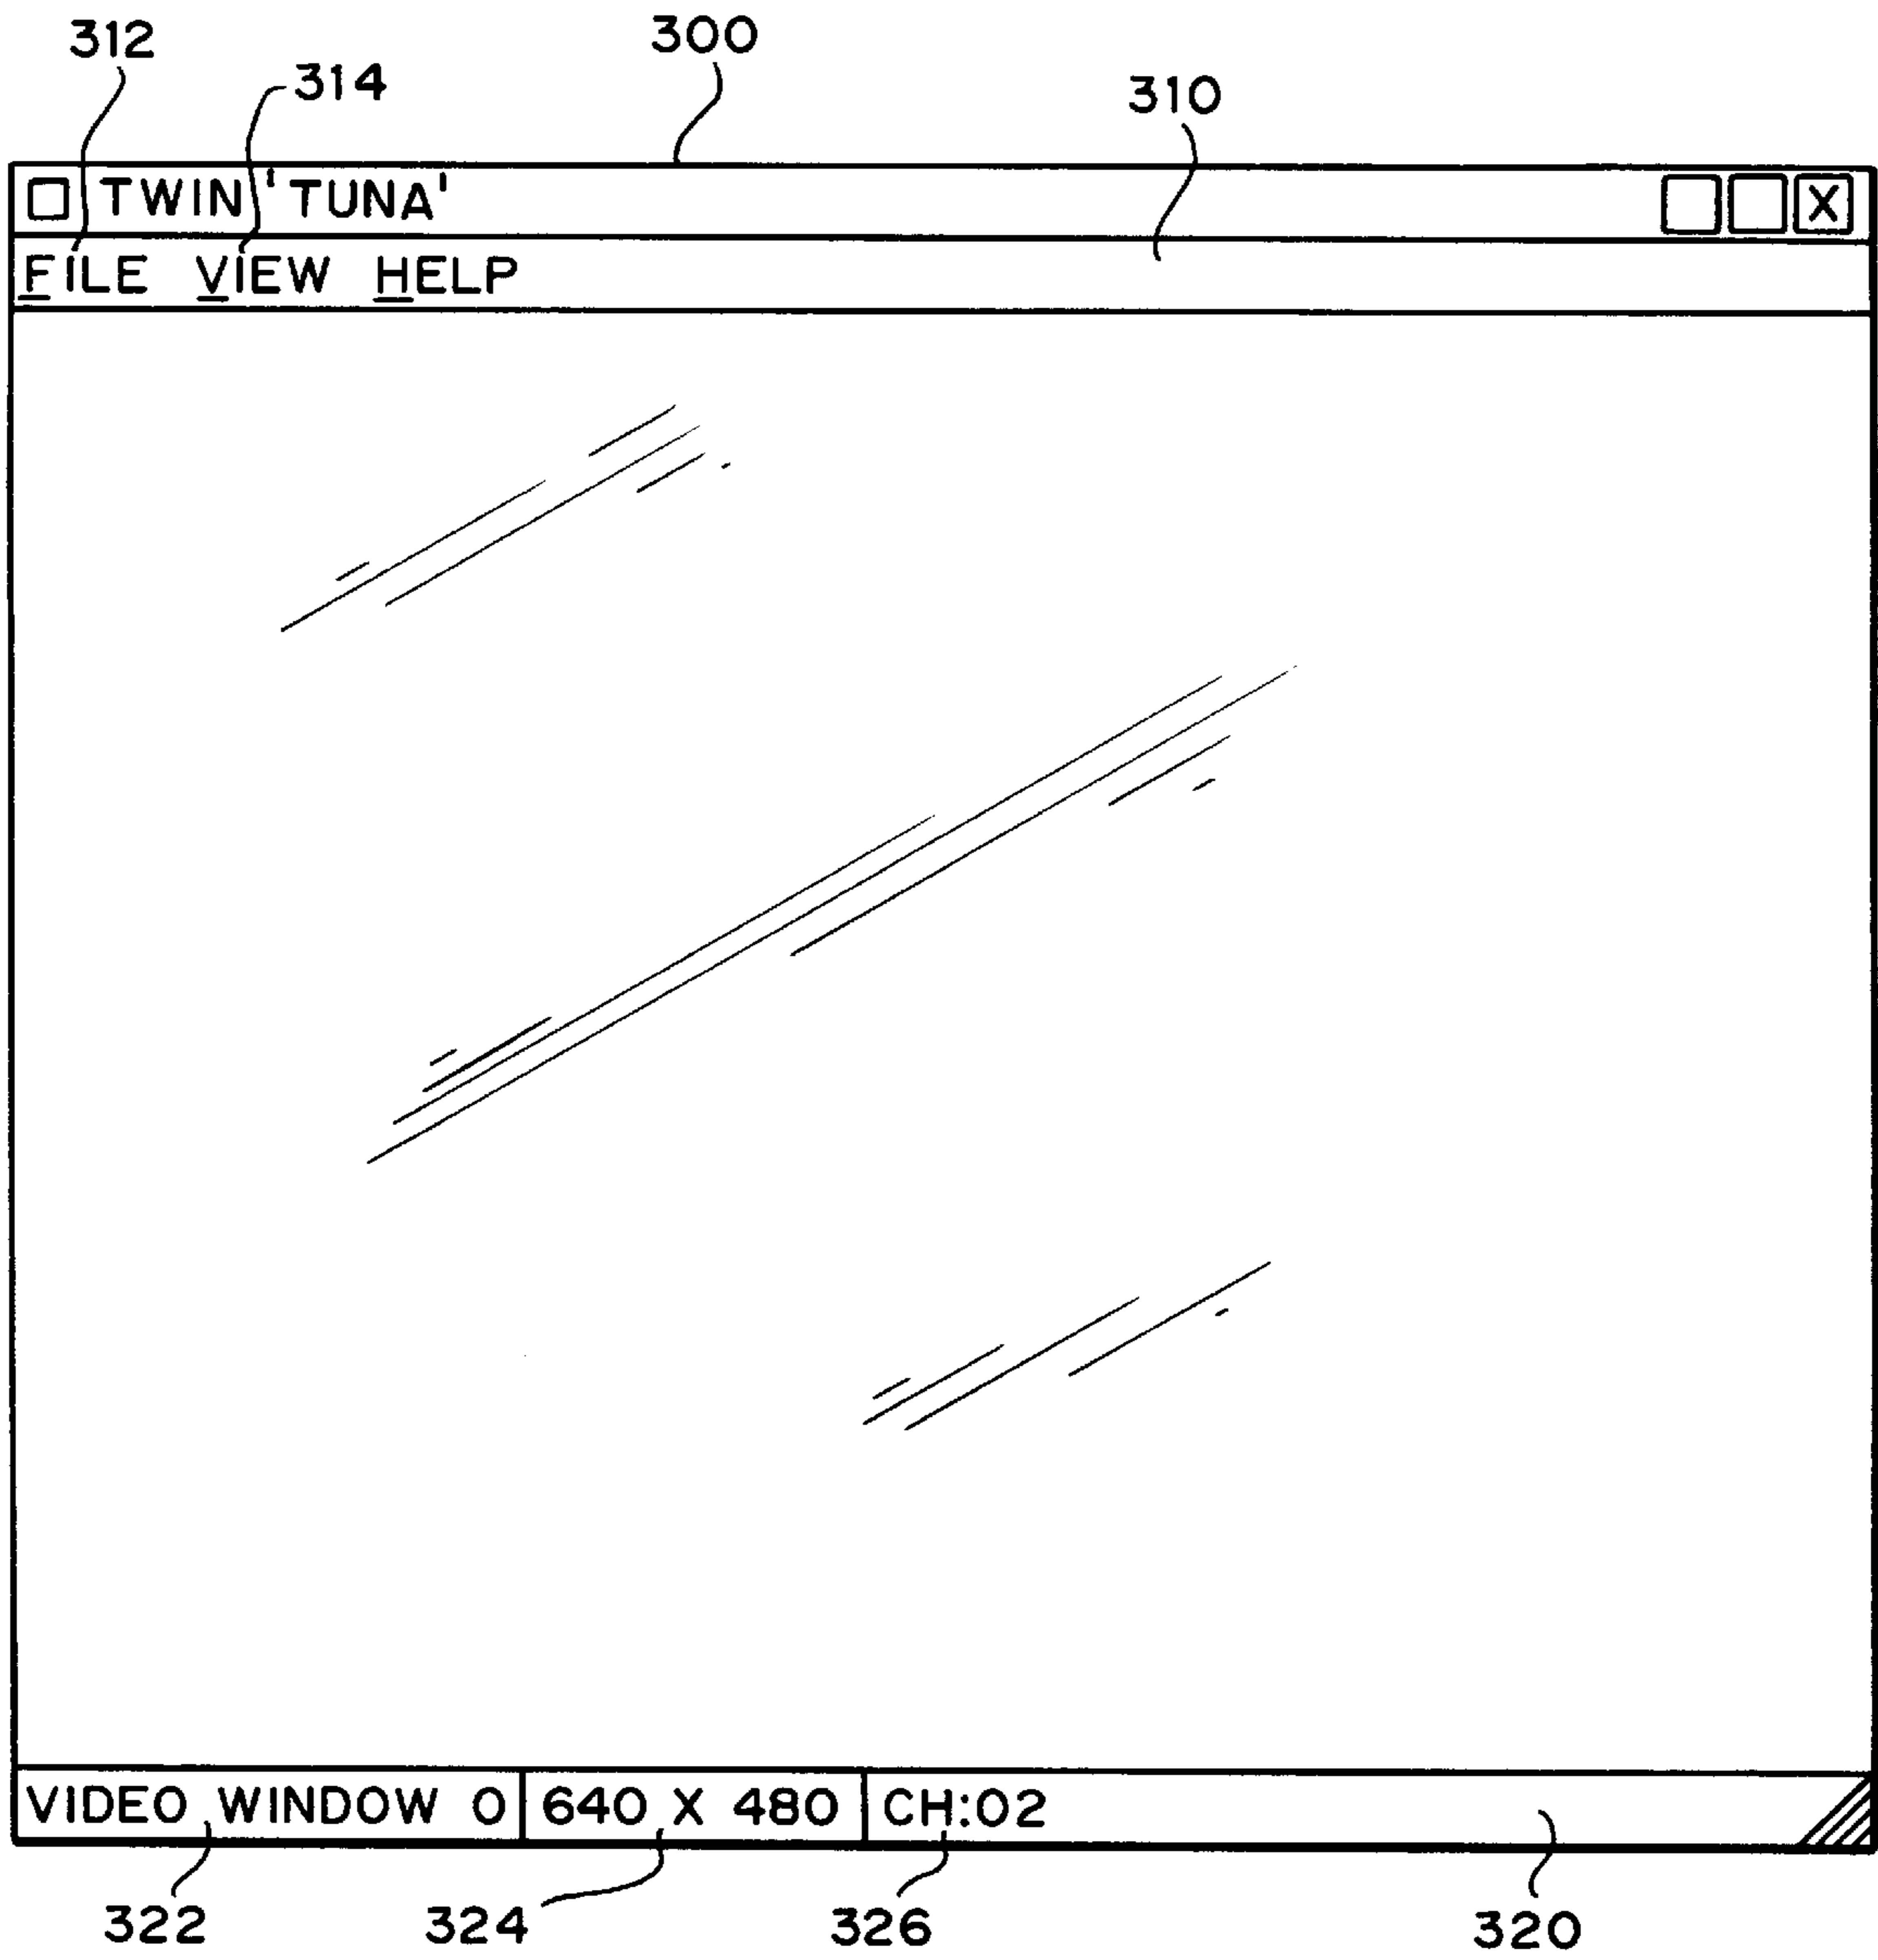 312
300
314
310
TWIN 'TUNA'
X
FILE VIEW HELP
VIDEO WINDOW 0 640 X 480 CH:02
322 324 326 320